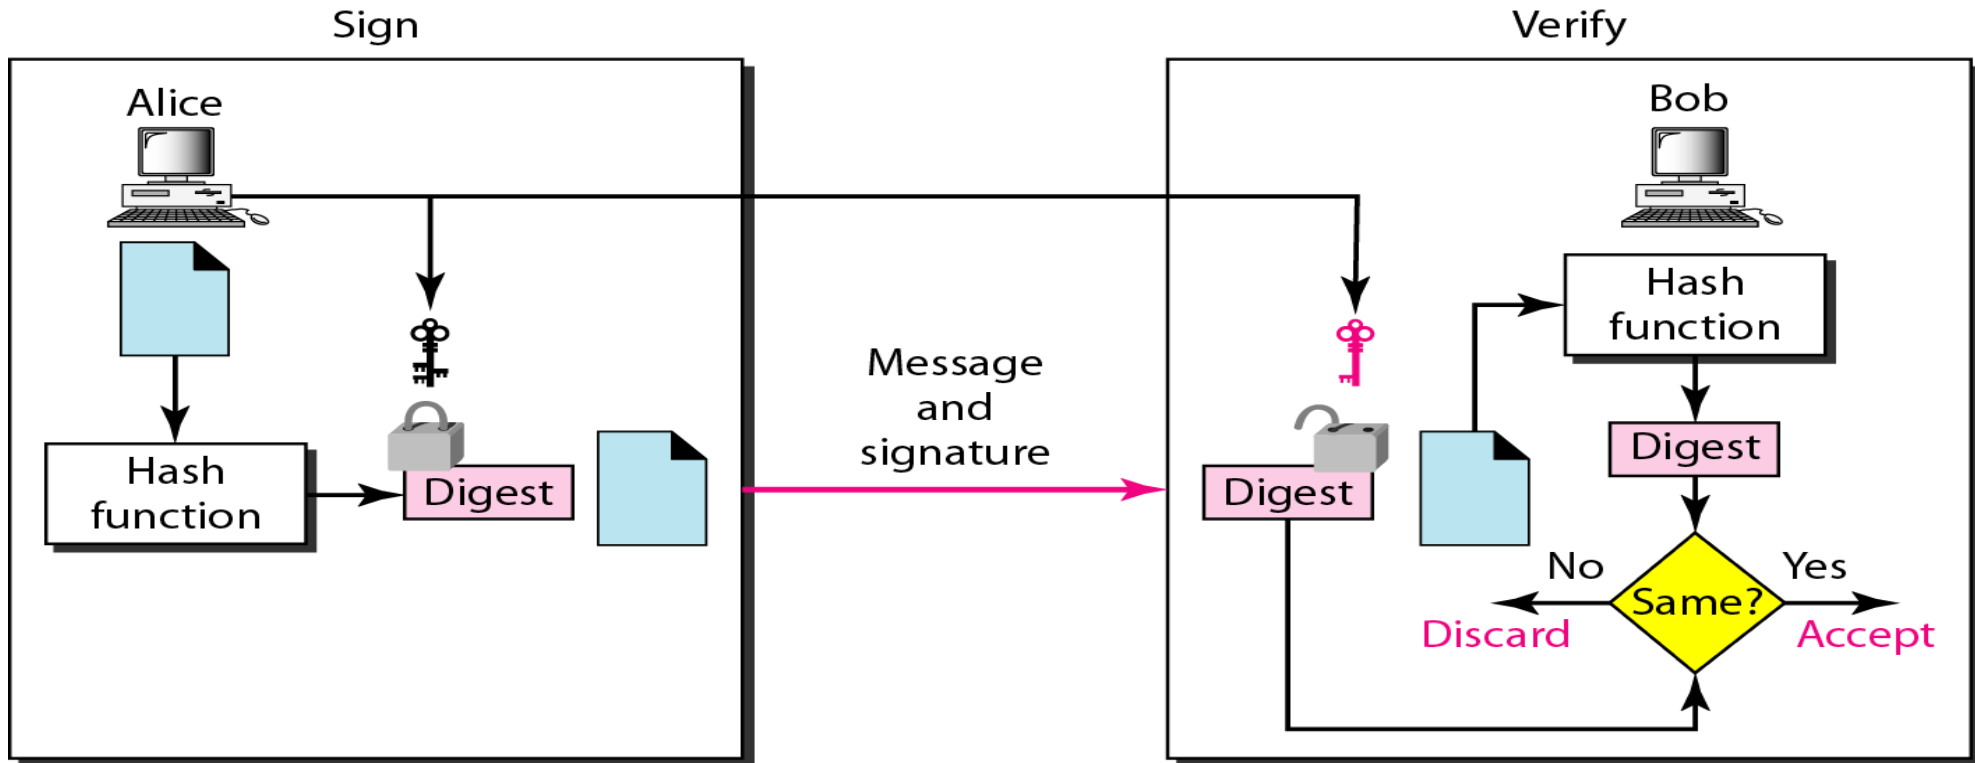 Sign
Verify
Alice
Bob
Hash
function
Digest
Message
and
signature
Digest
Hash
function
Digest
Same?
No
Yes
Discard
Accept